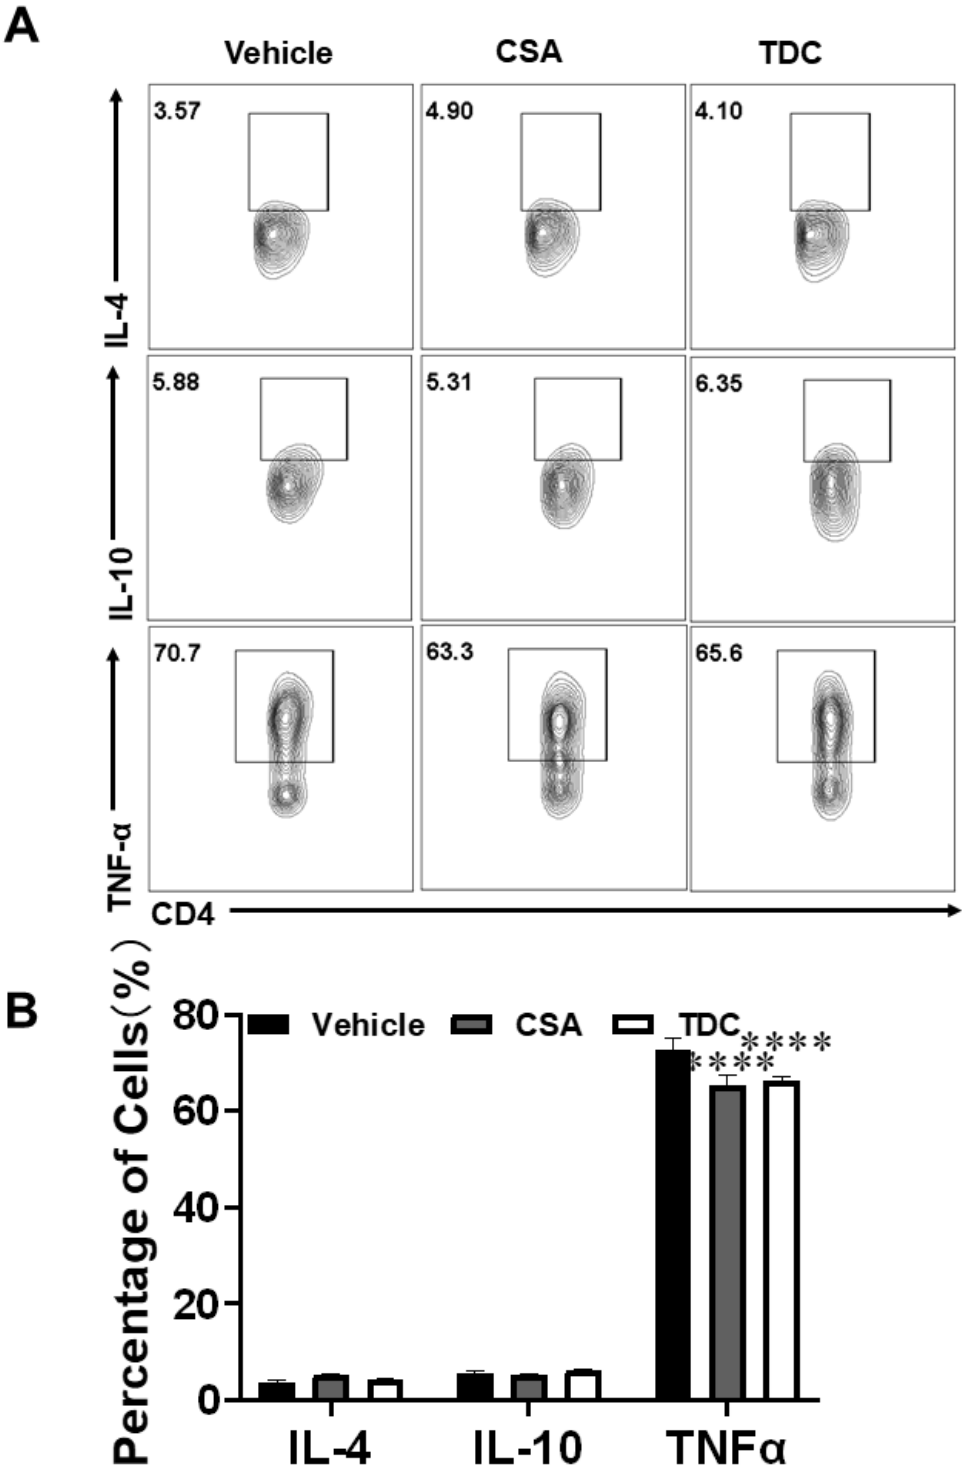 A
Vehicle CSA TDC
3.57 4.90 4.10
IL-4
5.88 5.31 6.35
IL-10
70.7 63.3 65.6
TNF-α
CD4
B
Percentage of Cells(%)
80
60
40
20
0
Vehicle CSA TDC
****
****
IL-4 IL-10 TNFα